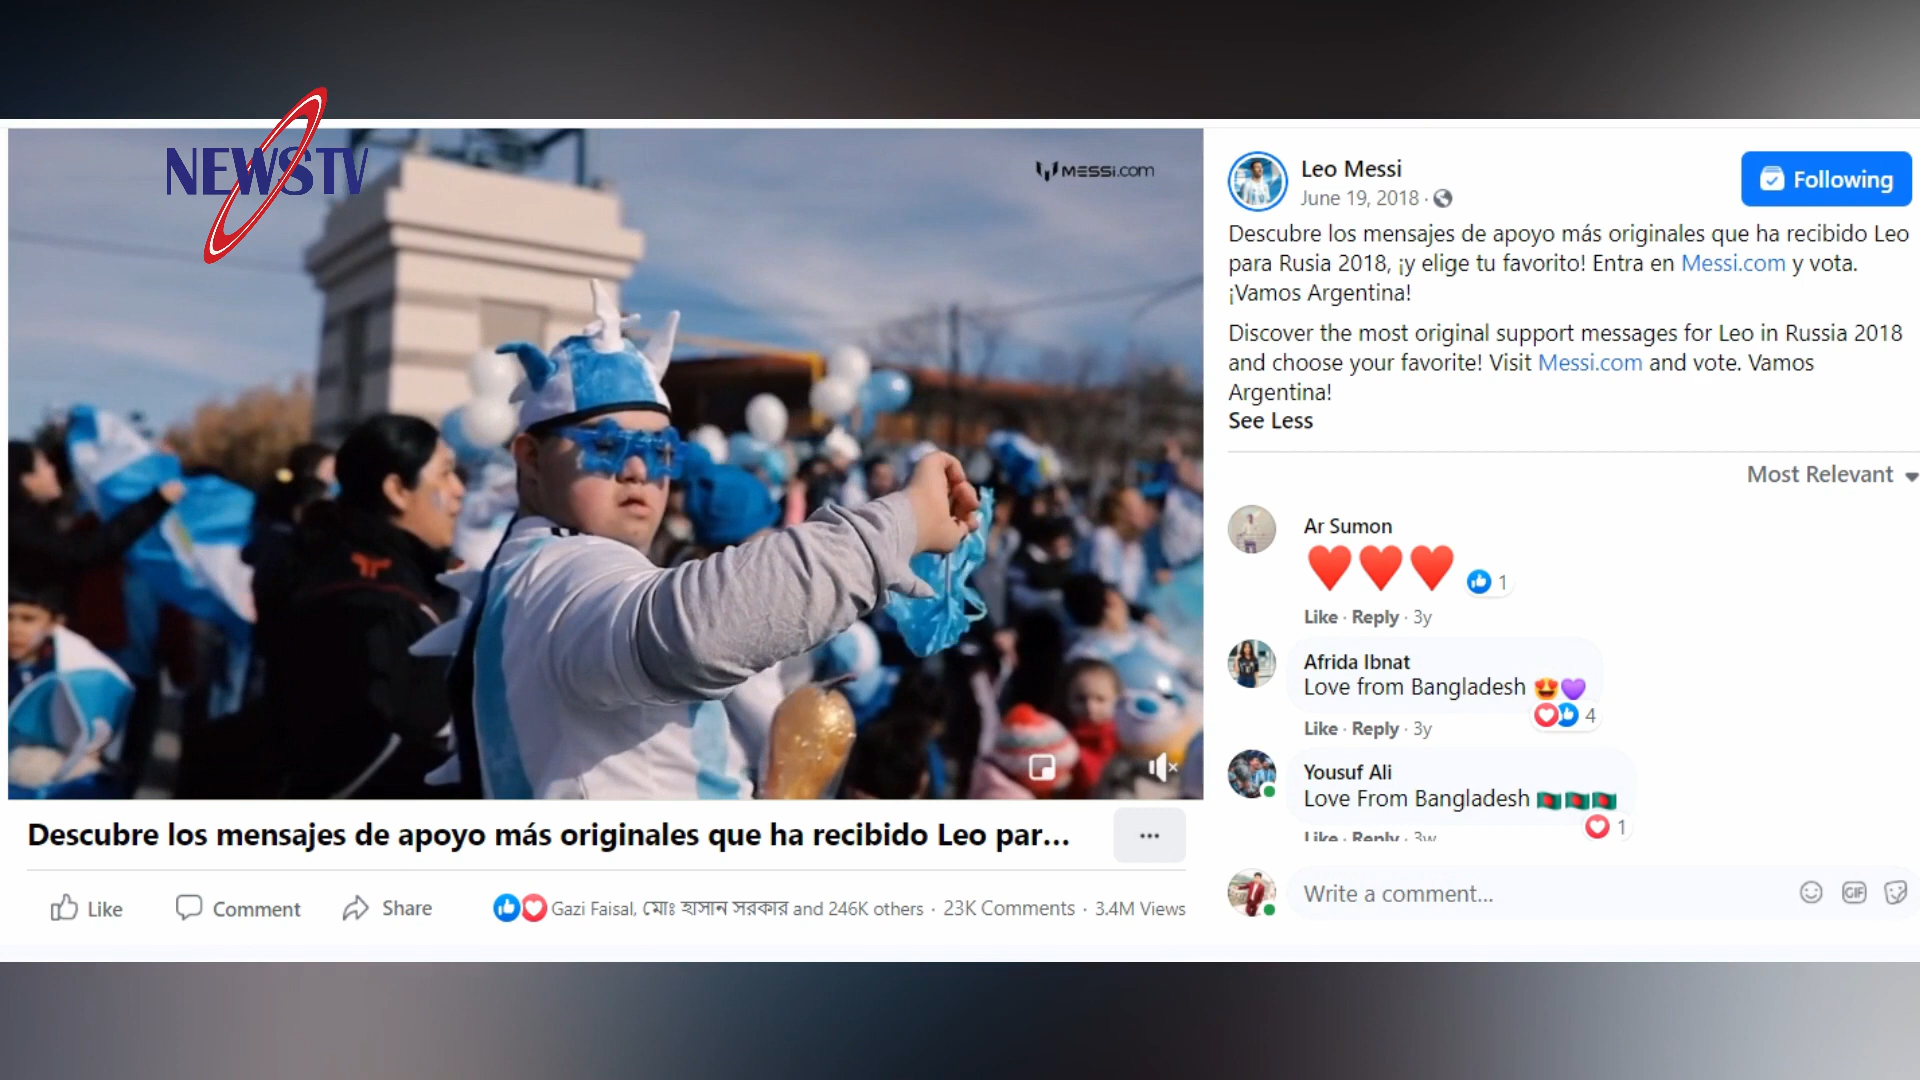 NEWSTV
MESSI.com
Leo Messi
June 19, 2018 ·
Following
Descubre los mensajes de apoyo más originales que ha recibido Leo
para Rusia 2018, ¡y elige tu favorito! Entra en Messi.com y vota.
¡Vamos Argentina!
Discover the most original support messages for Leo in Russia 2018
and choose your favorite! Visit Messi.com and vote. Vamos
Argentina!
See Less
Most Relevant
Ar Sumon
❤️❤️❤️
1
Like · Reply · 3y
Afrida Ibnat
Love from Bangladesh 😍💜
4
Like · Reply · 3y
Yousuf Ali
Love From Bangladesh 🇧🇩🇧🇩🇧🇩
1
Like · Reply · 3w
Write a comment...
GIF
Descubre los mensajes de apoyo más originales que ha recibido Leo par...
Like
Comment
Share
Gazi Faisal, মোঃ হাসান সরকার and 246K others · 23K Comments · 3.4M Views